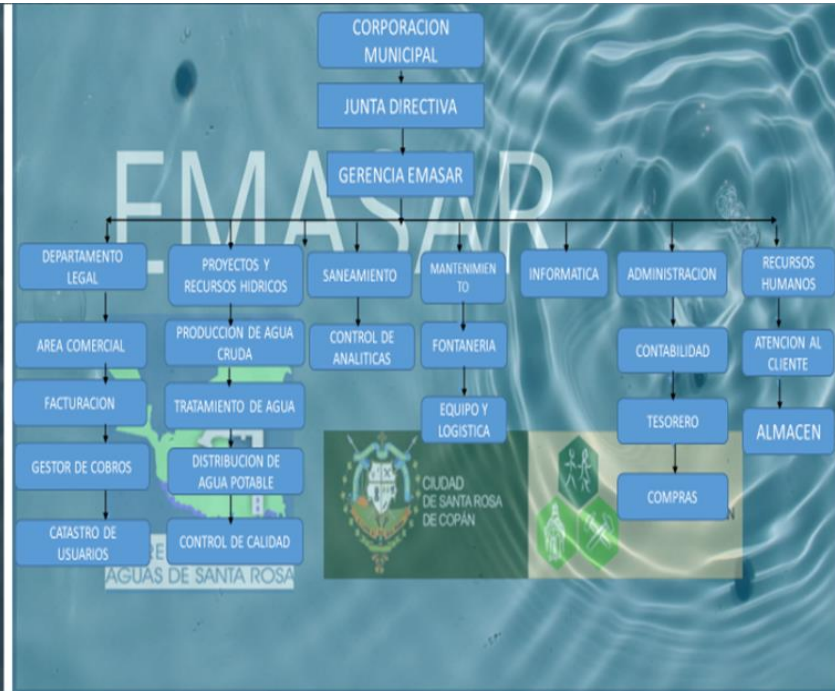 CORPORACION
MUNICIPAL
JUNTA DIRECTIVA
EMASAR
GERENCIA EMASAR
DEPARTAMENTO
LEGAL
PROYECTOS Y
RECURSOS HIDRICOS
SANEAMIENTO
MANTENIMIEN
TO
INFORMATICA
ADMINISTRACION
RECURSOS
HUMANOS
AREA COMERCIAL
PRODUCCION DE AGUA
CRUDA
CONTROL DE
ANALITICAS
FONTANERIA
CONTABILIDAD
ATENCION AL
CLIENTE
FACTURACION
TRATAMIENTO DE AGUA
EQUIPO Y
LOGISTICA
TESORERO
ALMACEN
GESTOR DE COBROS
DISTRIBUCION DE
AGUA POTABLE
COMPRAS
CATASTRO DE
USUARIOS
CONTROL DE CALIDAD
CIUDAD
DE SANTA ROSA
DE COPÁN
AGUAS DE SANTA ROSA